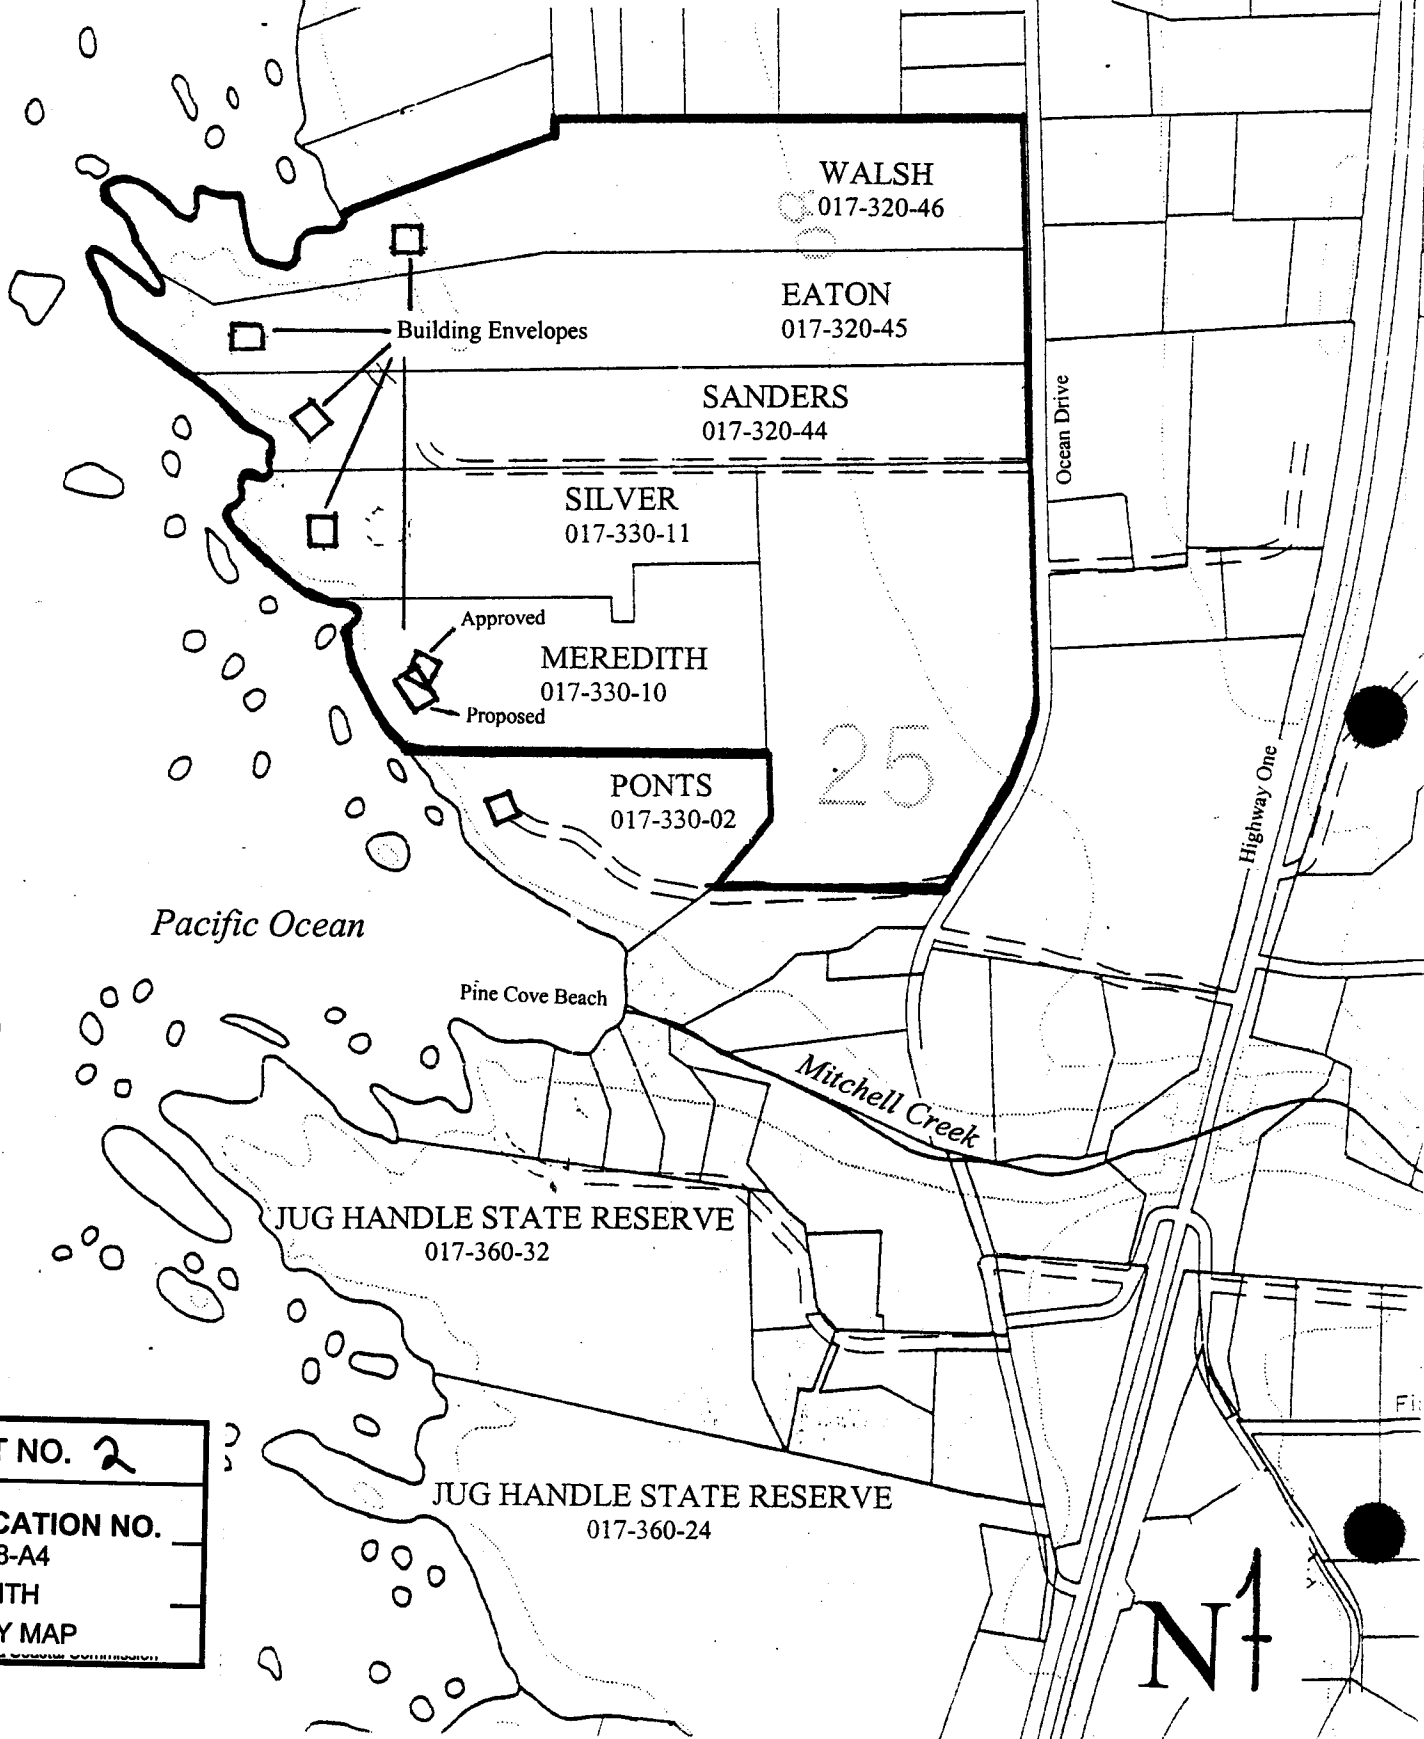 WALSH
017-320-46
EATON
017-320-45
Building Envelopes
SANDERS
017-320-44
Ocean Drive
SILVER
017-330-11
Approved
MEREDITH
017-330-10
Proposed
25
PONTS
017-330-02
Highway One
Pacific Ocean
Pine Cove Beach
Mitchell Creek
JUG HANDLE STATE RESERVE
017-360-32
JUG HANDLE STATE RESERVE
017-360-24
T NO. 2
CATION NO.
-A4
ITH
Y MAP
Coastal Commission
N